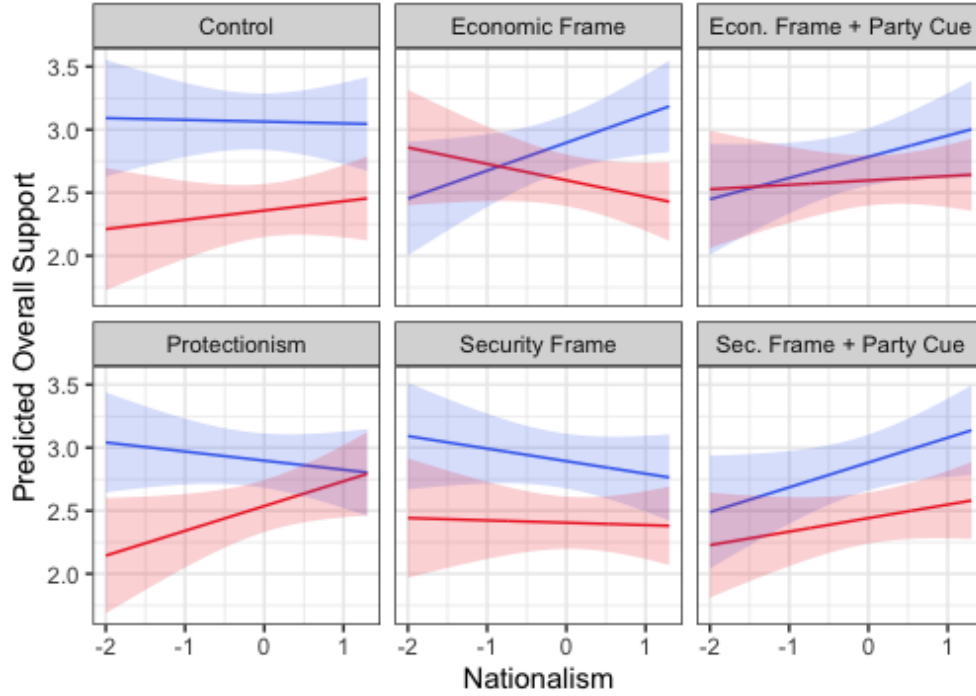 Control
Economic Frame
Econ. Frame + Party Cue
3.5
3.0
2.5
2.0
Protectionism
Security Frame
Sec. Frame + Party Cue
3.5
3.0
2.5
2.0
-2 -1 0 1
-2 -1 0 1
-2 -1 0 1
Nationalism
Predicted Overall Support